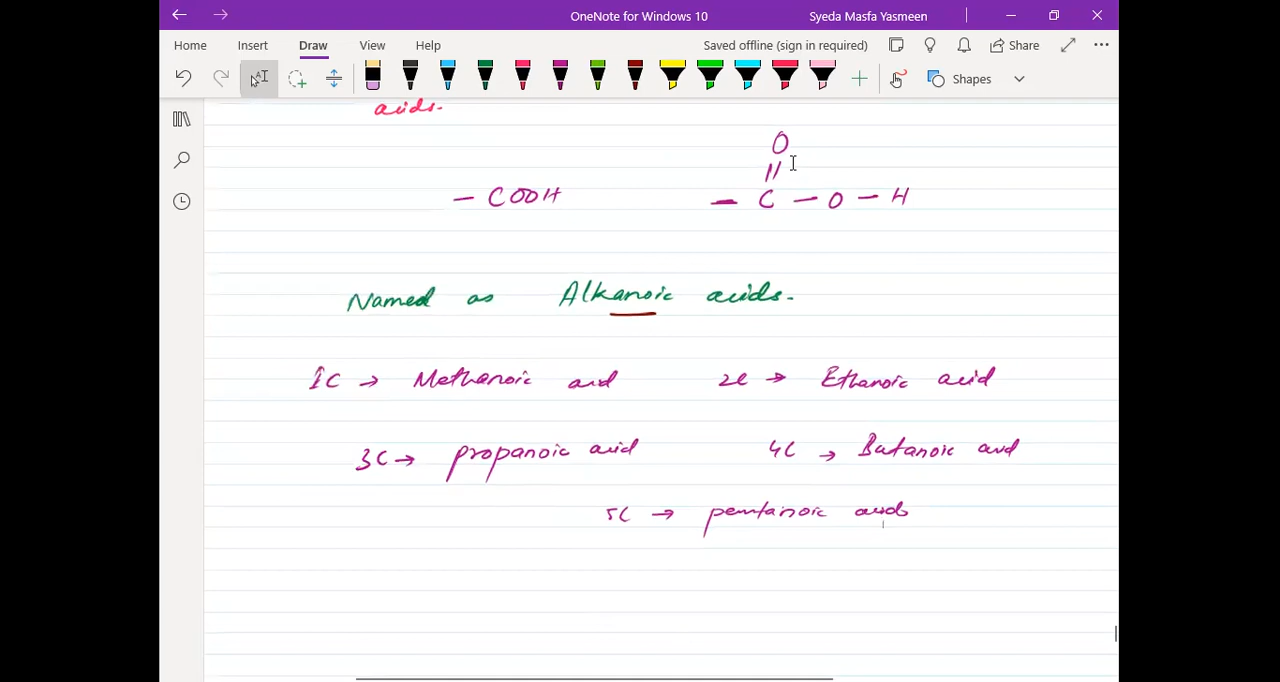 OneNote for Windows 10
Syeda Masfa Yasmeen
Home Insert Draw View Help
Saved offline (sign in required)
Share
Shapes
acids.
O
||
- COOH
- C - O - H
Named as Alkanoic acids.
1C → Methanoic acid
2C → Ethanoic acid
3C → propanoic acid
4C → Butanoic acid
5C → pentanoic acids